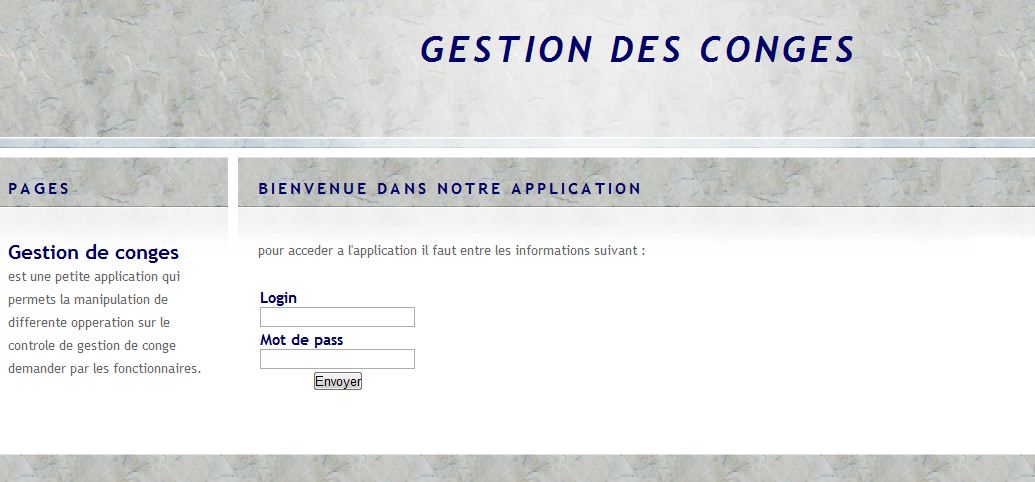 GESTION DES CONGES
PAGES
Gestion de conges
est une petite application qui
permets la manipulation de
differente opperation sur le
controle de gestion de conge
demander par les fonctionnaires.
BIENVENUE DANS NOTRE APPLICATION
pour acceder a l'application il faut entre les informations suivant :
Login
Mot de pass
Envoyer